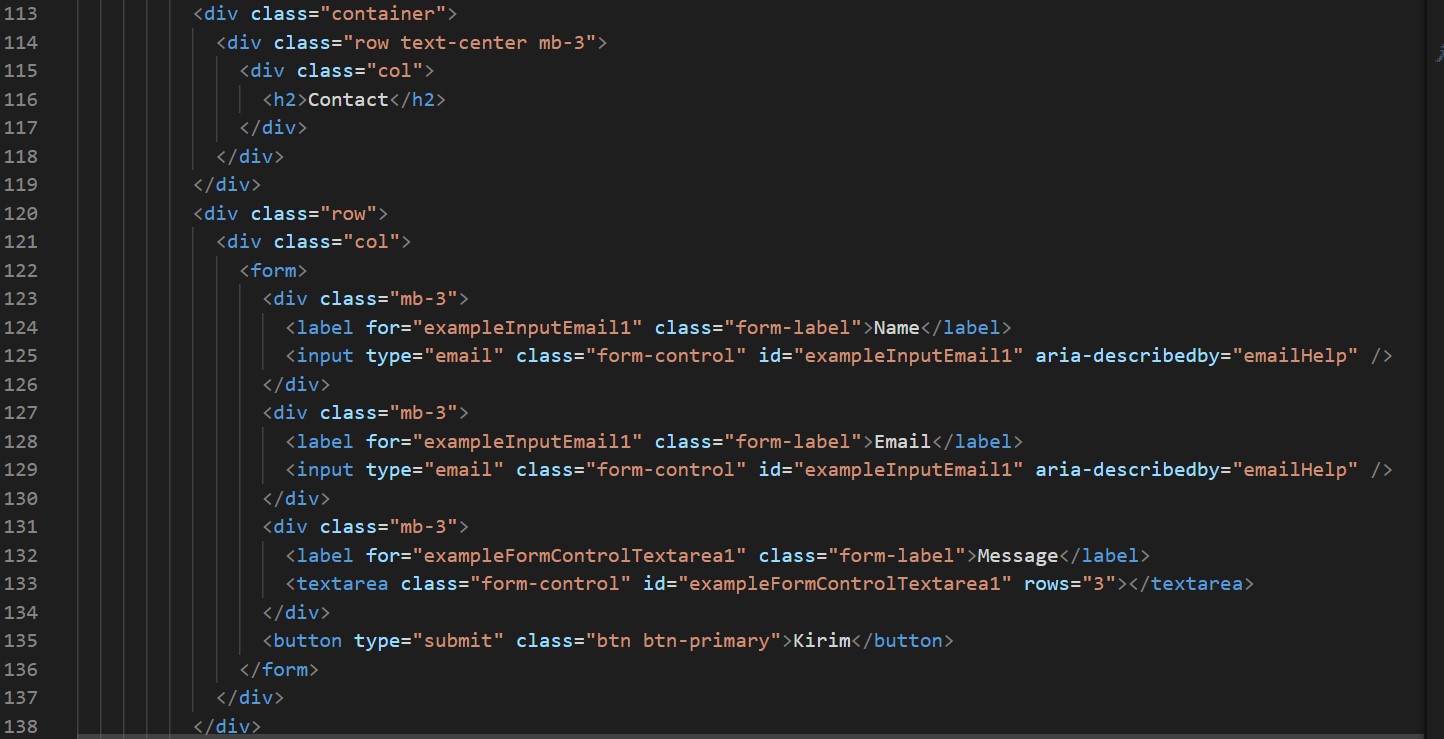 113 <div class="container">
114 <div class="row text-center mb-3">
115 <div class="col">
116 <h2>Contact</h2>
117 </div>
118 </div>
119 </div>
120 <div class="row">
121 <div class="col">
122 <form>
123 <div class="mb-3">
124 <label for="exampleInputEmail1" class="form-label">Name</label>
125 <input type="email" class="form-control" id="exampleInputEmail1" aria-describedby="emailHelp" />
126 </div>
127 <div class="mb-3">
128 <label for="exampleInputEmail1" class="form-label">Email</label>
129 <input type="email" class="form-control" id="exampleInputEmail1" aria-describedby="emailHelp" />
130 </div>
131 <div class="mb-3">
132 <label for="exampleFormControlTextarea1" class="form-label">Message</label>
133 <textarea class="form-control" id="exampleFormControlTextarea1" rows="3"></textarea>
134 </div>
135 <button type="submit" class="btn btn-primary">Kirim</button>
136 </form>
137 </div>
138 </div>